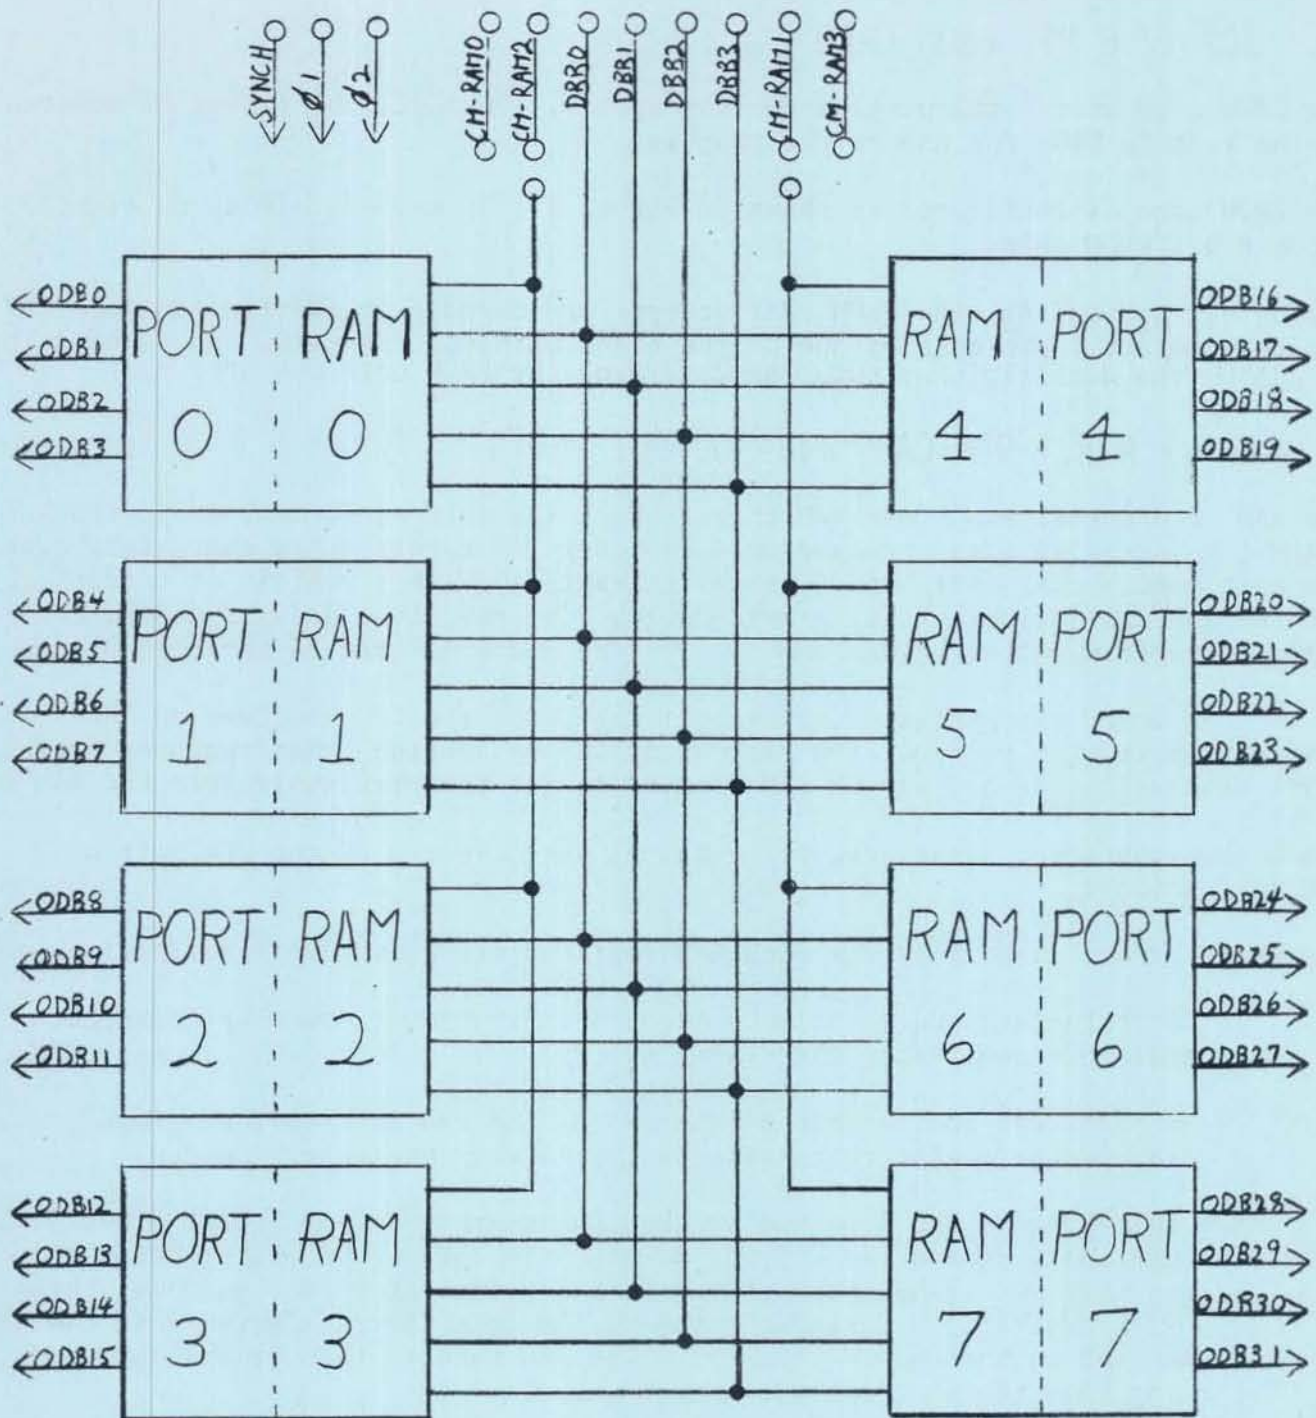 SYNCH
φ1
φ2
CM-RAM0
CM-RAM2
DBB0
DBB1
DBB2
DBB3
CM-RAM1
CM-RAM3
ODB0
ODB1
ODB2
ODB3
PORT RAM
0 0
RAM PORT
4 4
ODB16
ODB17
ODB18
ODB19
ODB4
ODB5
ODB6
ODB7
PORT RAM
1 1
RAM PORT
5 5
ODB20
ODB21
ODB22
ODB23
ODB8
ODB9
ODB10
ODB11
PORT RAM
2 2
RAM PORT
6 6
ODB24
ODB25
ODB26
ODB27
ODB12
ODB13
ODB14
ODB15
PORT RAM
3 3
RAM PORT
7 7
ODB28
ODB29
ODB30
ODB31